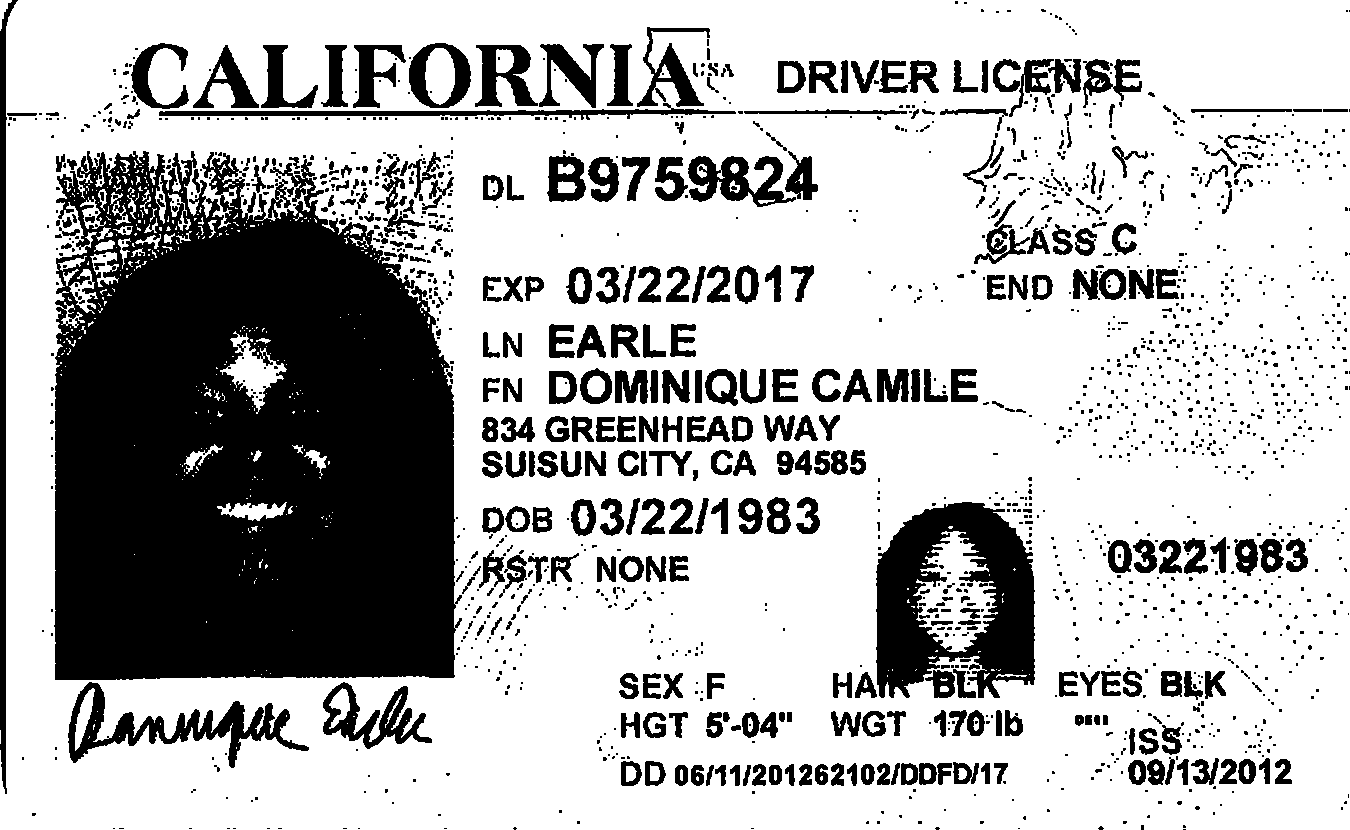 CALIFORNIA USA DRIVER LICENSE
DL B9759824
CLASS C
EXP 03/22/2017
END NONE
LN EARLE
FN DOMINIQUE CAMILE
834 GREENHEAD WAY
SUISUN CITY, CA 94585
DOB 03/22/1983
RSTR NONE
03221983
SEX F HAIR BLK EYES BLK
HGT 5'-04" WGT 170 lb
ISS
DD 06/11/201262102/DDFD/17 09/13/2012
Dominique Earle